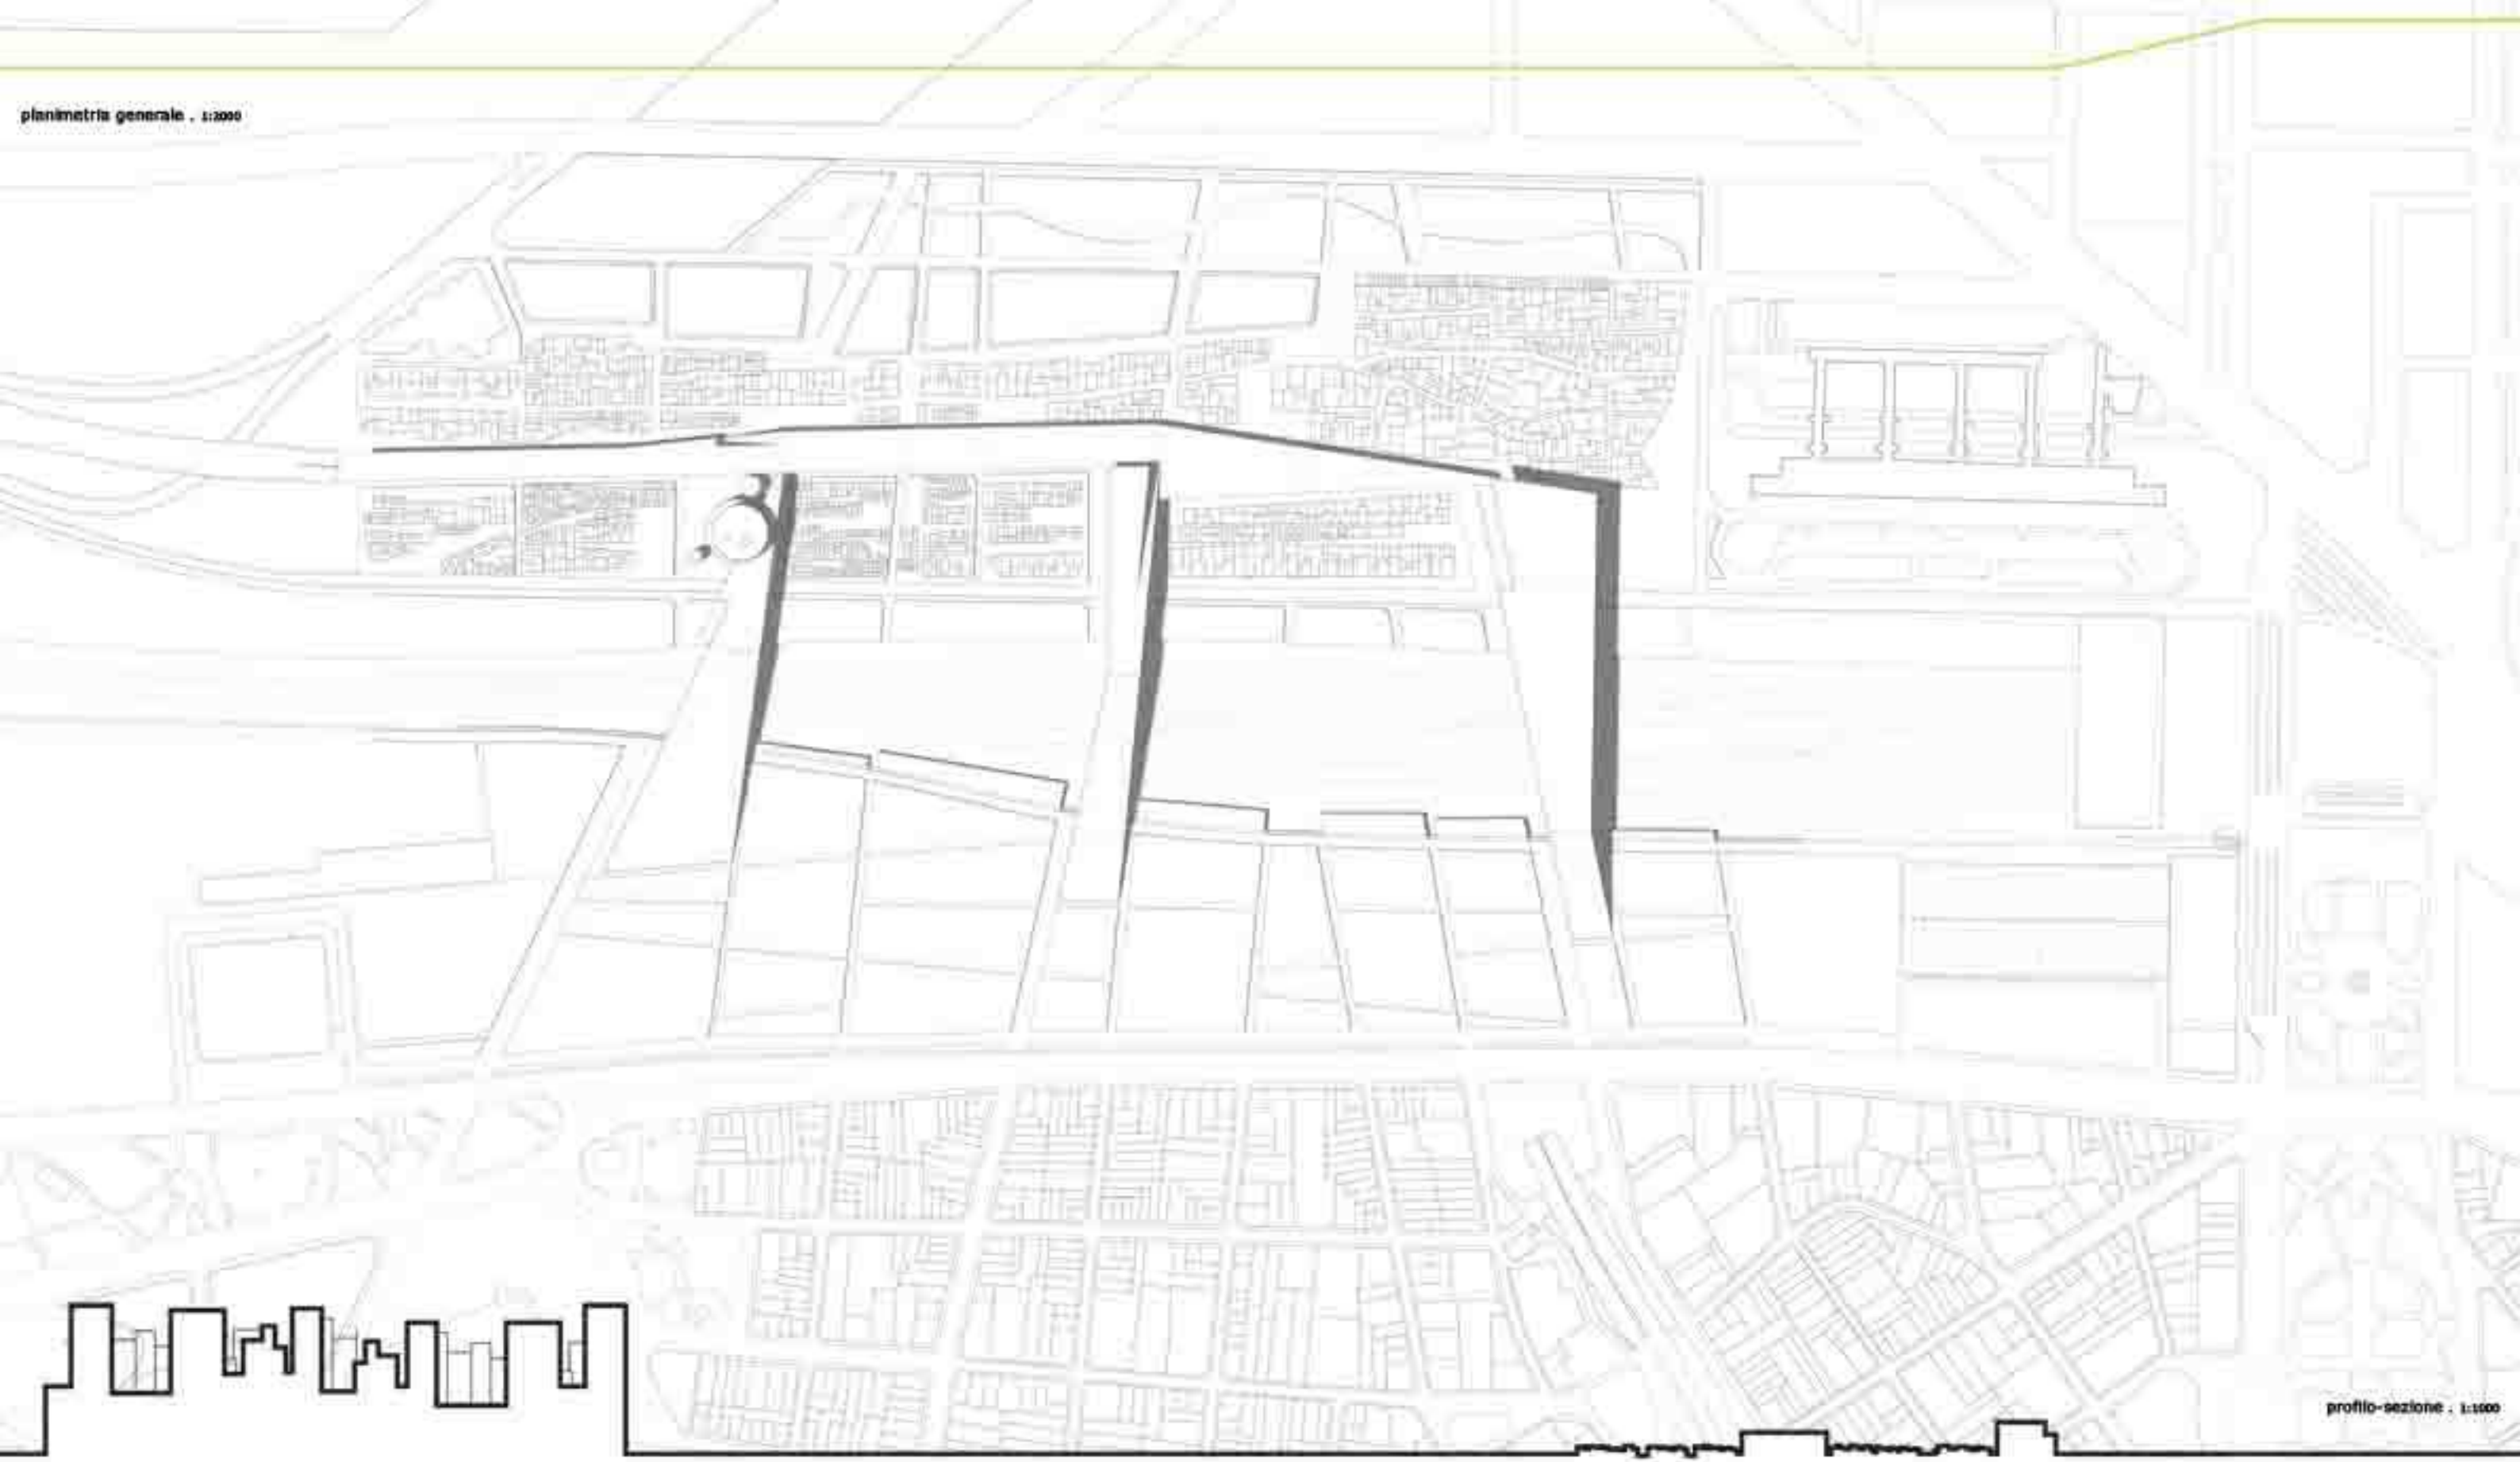 planimetria generale . 1:2000
profilo-sezione . 1:1000